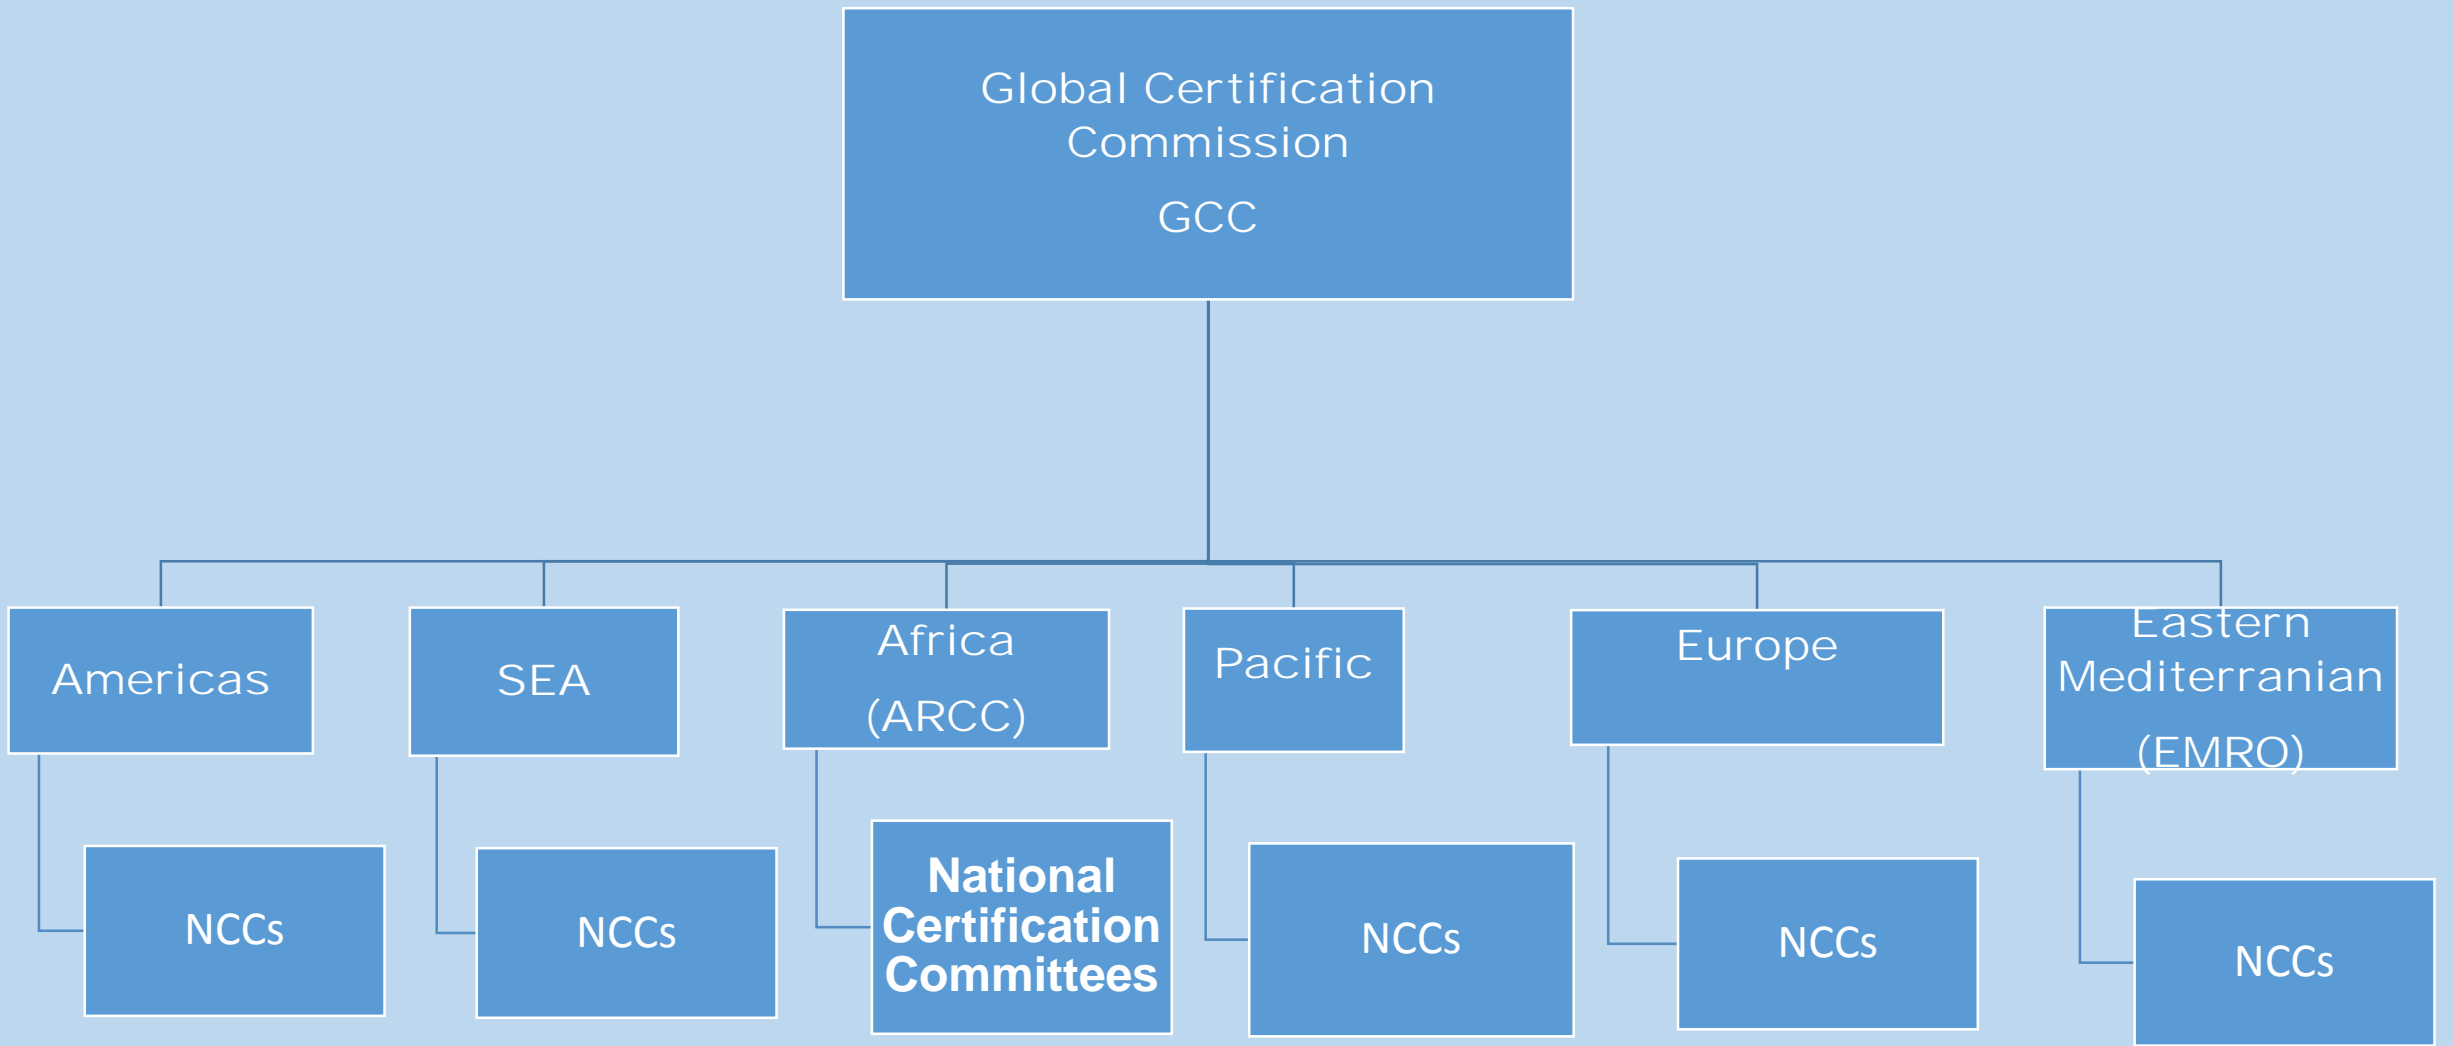 Global Certification
Commission
GCC
Americas
SEA
Africa
(ARCC)
Pacific
Europe
Eastern
Mediterranian
(EMRO)
NCCs
NCCs
National
Certification
Committees
NCCs
NCCs
NCCs